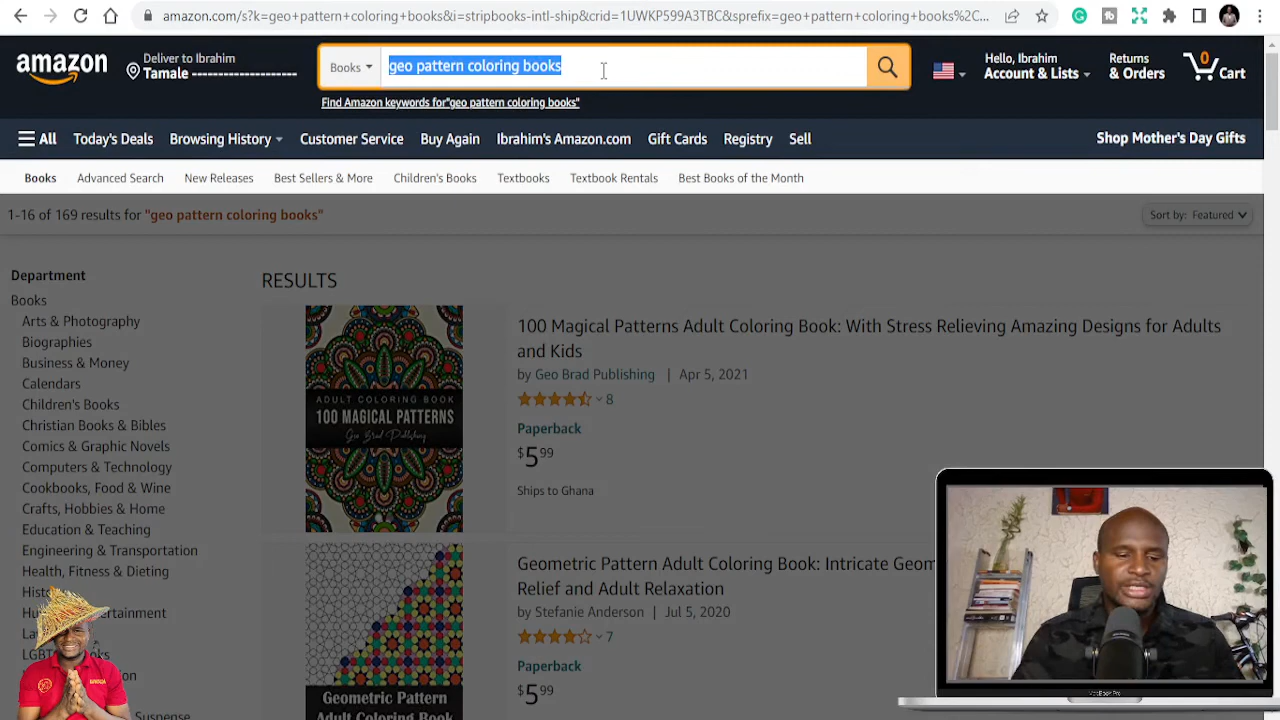 amazon.com/s?k=geo+pattern+coloring+books&i=stripbooks-intl-ship&crid=1UWKP599A3TBC&sprefix=geo+pattern+coloring+books%2C...
amazon
Deliver to Ibrahim
Tamale ------------------
Books
geo pattern coloring books
Find Amazon keywords for"geo pattern coloring books"
Hello, Ibrahim
Account & Lists
Returns
& Orders
0
Cart
All
Today's Deals
Browsing History
Customer Service
Buy Again
Ibrahim's Amazon.com
Gift Cards
Registry
Sell
Shop Mother's Day Gifts
Books
Advanced Search
New Releases
Best Sellers & More
Children's Books
Textbooks
Textbook Rentals
Best Books of the Month
1-16 of 169 results for "geo pattern coloring books"
Sort by: Featured
Department
Books
Arts & Photography
Biographies
Business & Money
Calendars
Children's Books
Christian Books & Bibles
Comics & Graphic Novels
Computers & Technology
Cookbooks, Food & Wine
Crafts, Hobbies & Home
Education & Teaching
Engineering & Transportation
Health, Fitness & Dieting
RESULTS
ADULT COLORING BOOK
100 MAGICAL PATTERNS
Geo Brad Publishing
100 Magical Patterns Adult Coloring Book: With Stress Relieving Amazing Designs for Adults
and Kids
by Geo Brad Publishing | Apr 5, 2021
8
Paperback
$5 99
Ships to Ghana
Geometric Pattern
Adult Coloring Book
Geometric Pattern Adult Coloring Book: Intricate Geom
Relief and Adult Relaxation
by Stefanie Anderson | Jul 5, 2020
7
Paperback
$5 99
Suspense
MacBook Pro